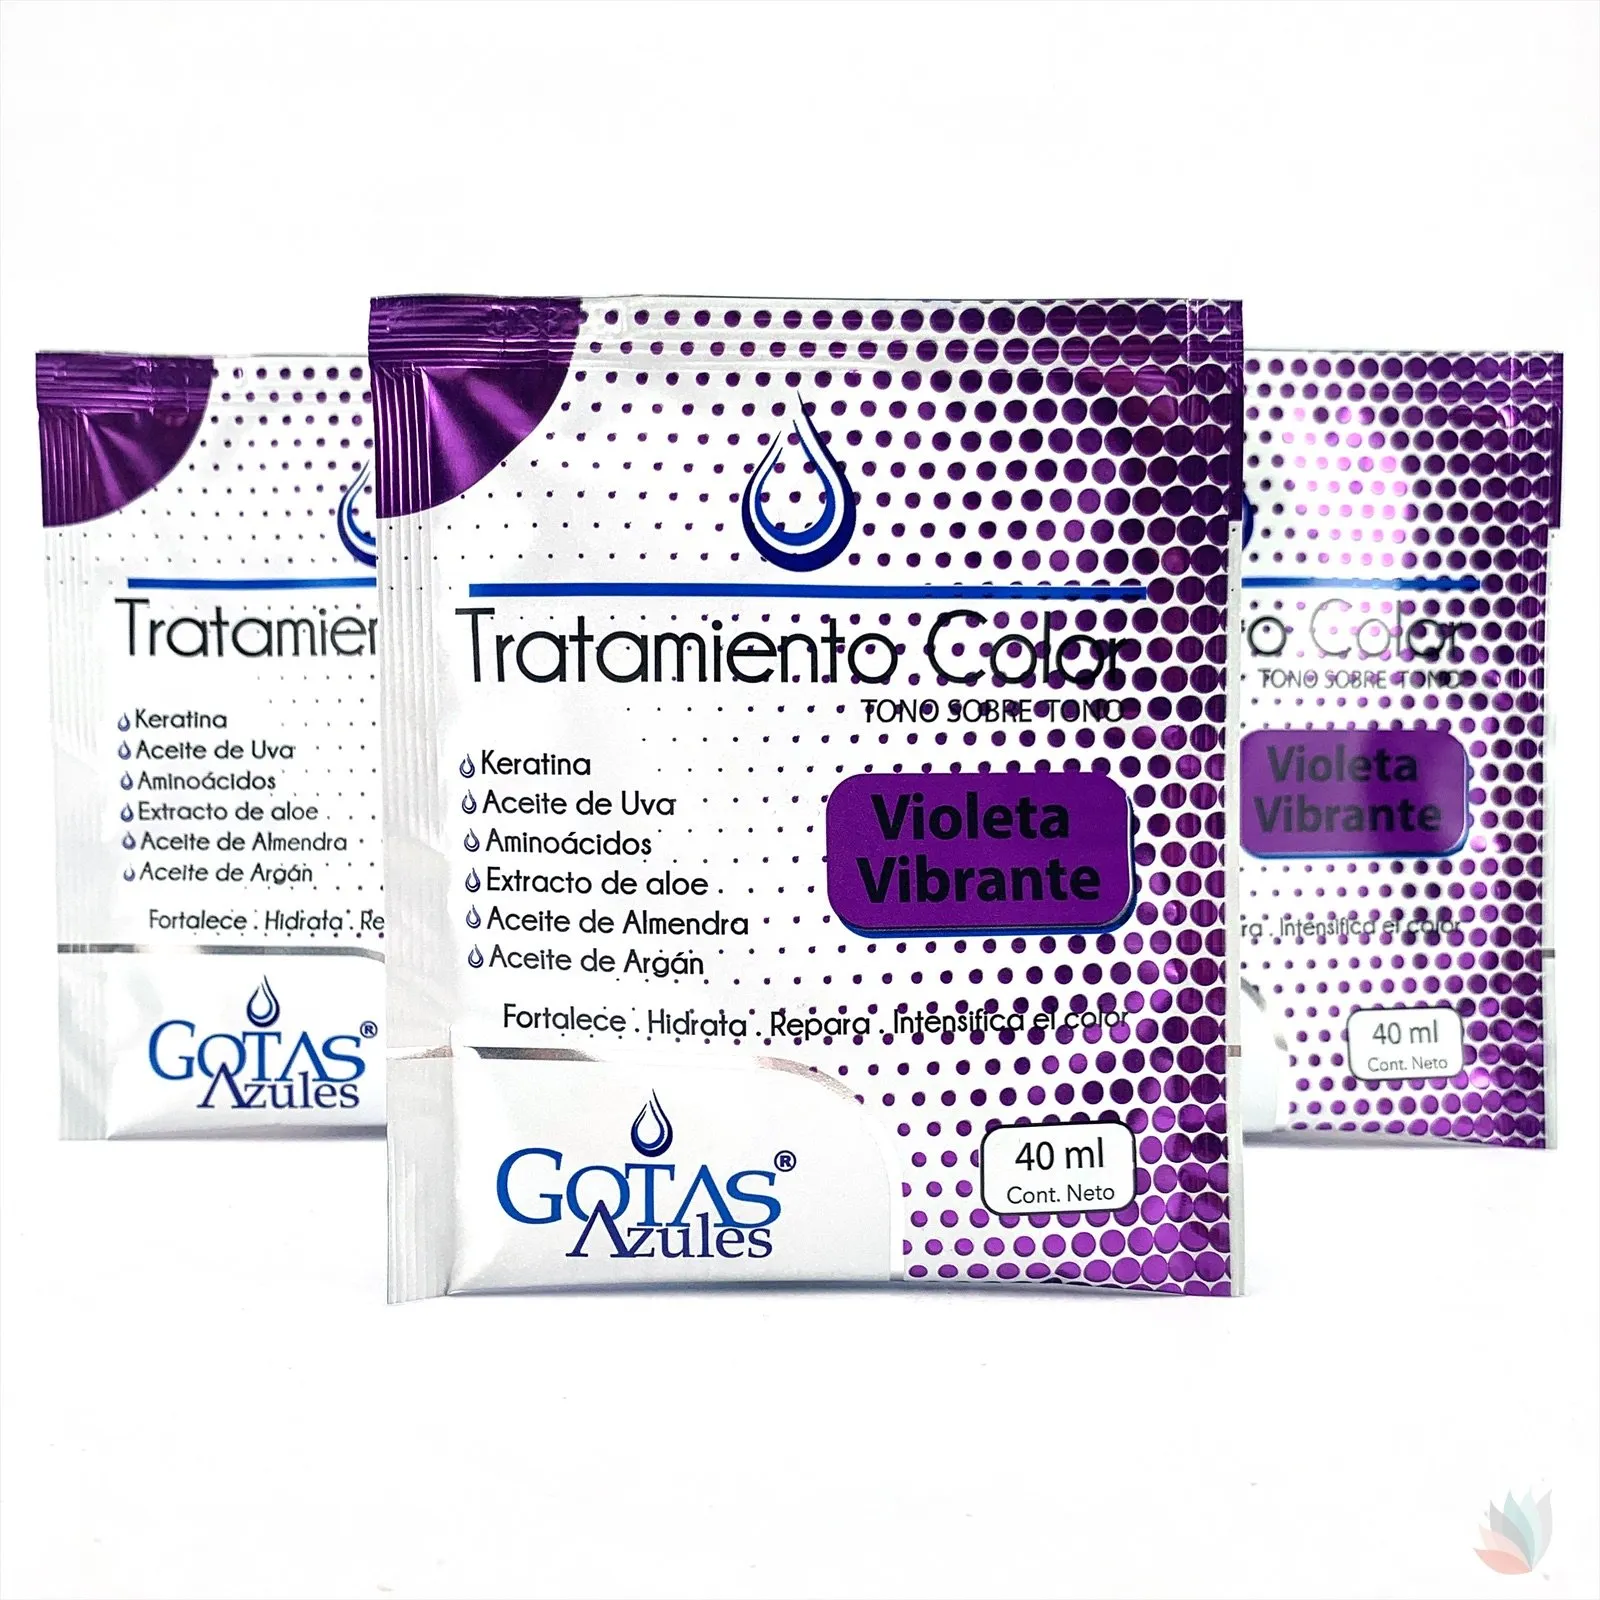 Tratamiento Color
TONO SOBRE TONO
Keratina
Aceite de Uva
Aminoácidos
Extracto de aloe
Aceite de Almendra
Aceite de Argán
Violeta
Vibrante
Fortalece . Hidrata . Repara . Intensifica el color
GOTAS®
Azules
40 ml
Cont. Neto
Tratamier
Keratina
Aceite de Uva
Aminoácidos
Extracto de aloe
Aceite de Almendra
Aceite de Argán
Fortalece . Hidrata . Re
GOTAS®
Azules
o Color
TONO SOBRE TONO
Violeta
Vibrante
ra . Intensifica el color
40 ml
Cont. Neto